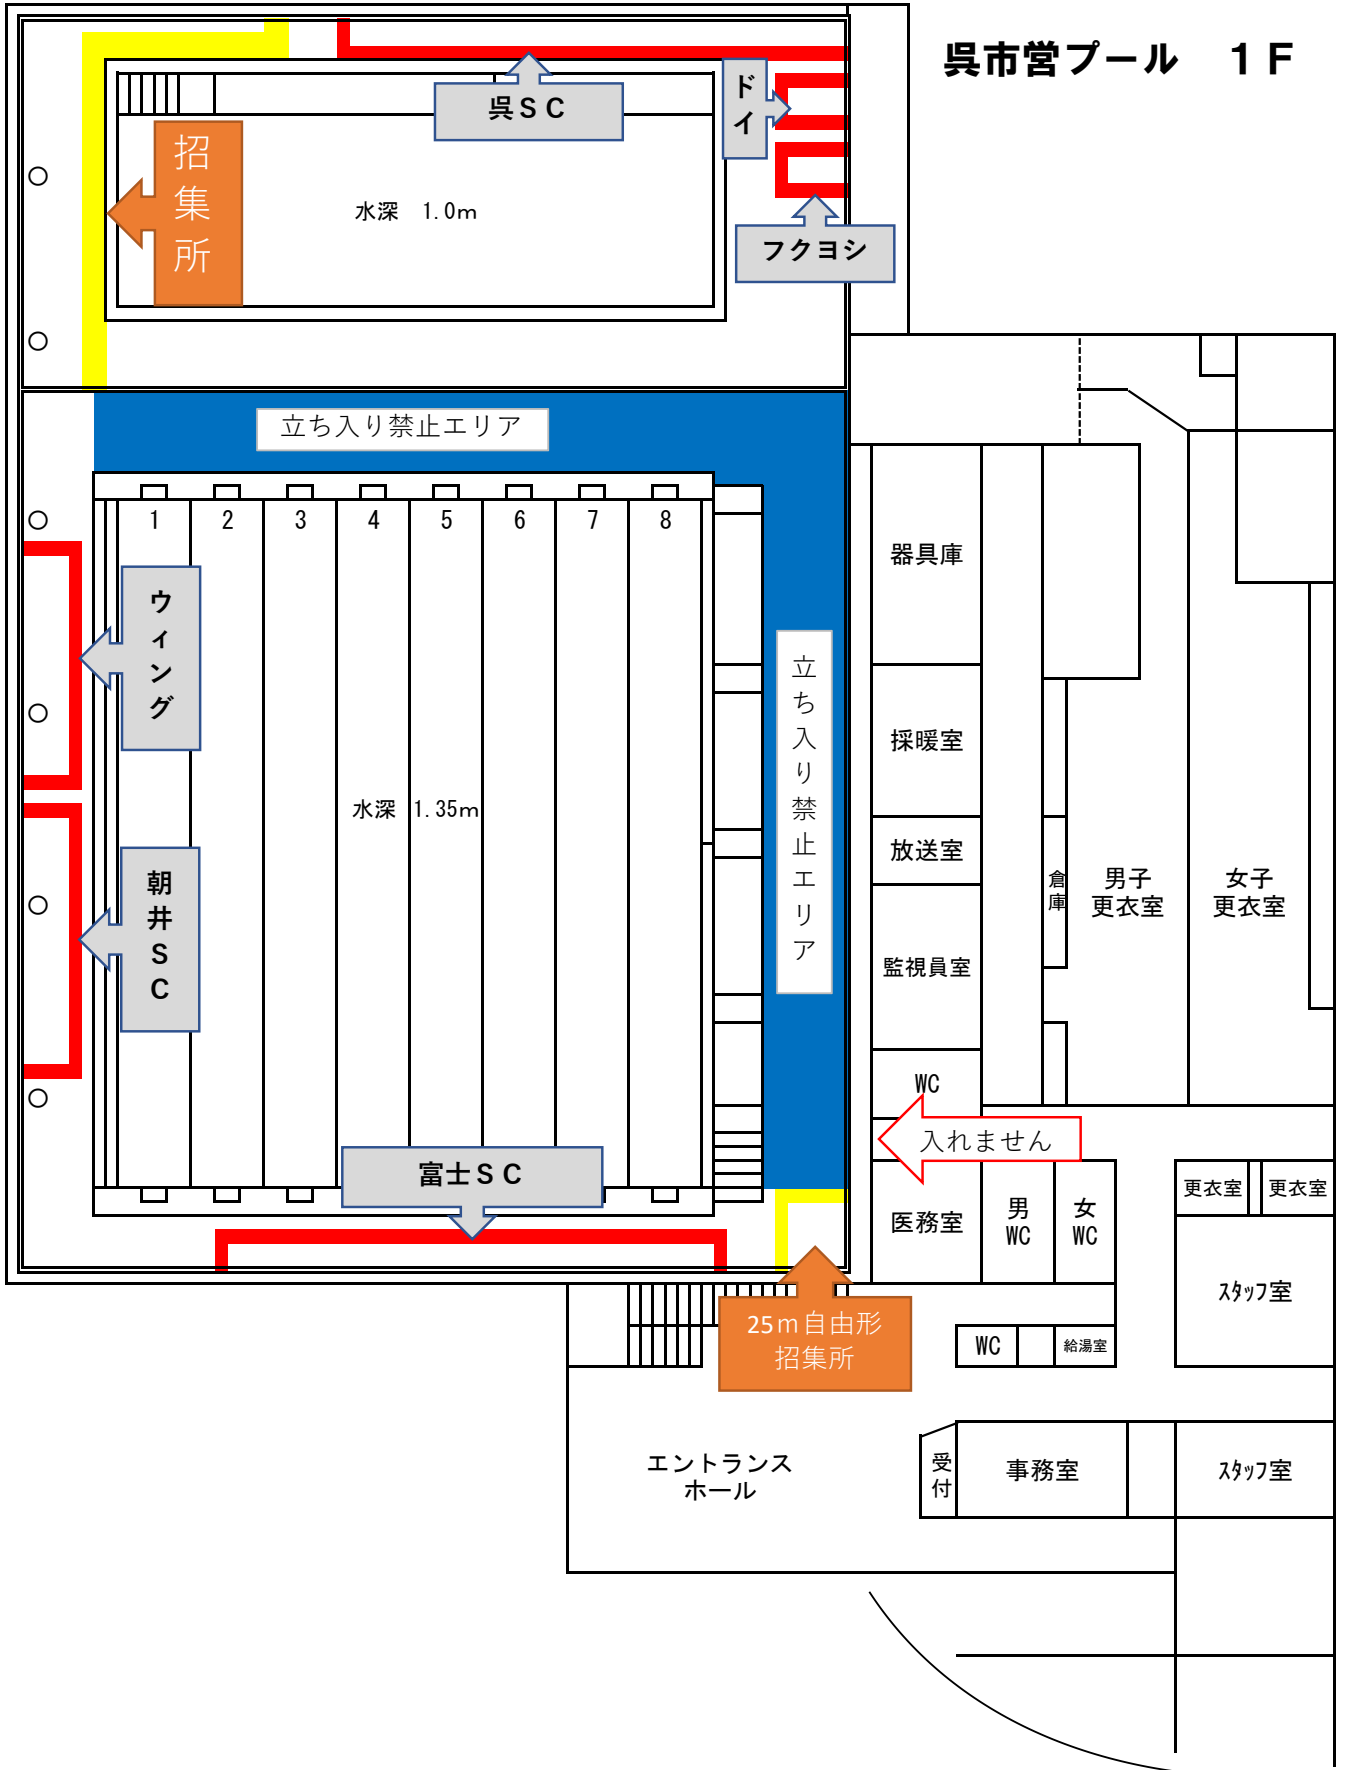 呉市営プール　１F
呉ＳＣ
ドイ
招集所
水深　1.0m
フクヨシ
立ち入り禁止エリア
1 2 3 4 5 6 7 8
器具庫
ウィング
立ち入り禁止エリア
採暖室
水深　1.35m
放送室
倉庫
男子
更衣室
女子
更衣室
朝井ＳＣ
監視員室
WC
入れません
富士ＳＣ
更衣室
更衣室
医務室
男
WC
女
WC
ｽﾀｯﾌ室
25ｍ自由形
招集所
WC
給湯室
エントランス
ホール
受付
事務室
ｽﾀｯﾌ室